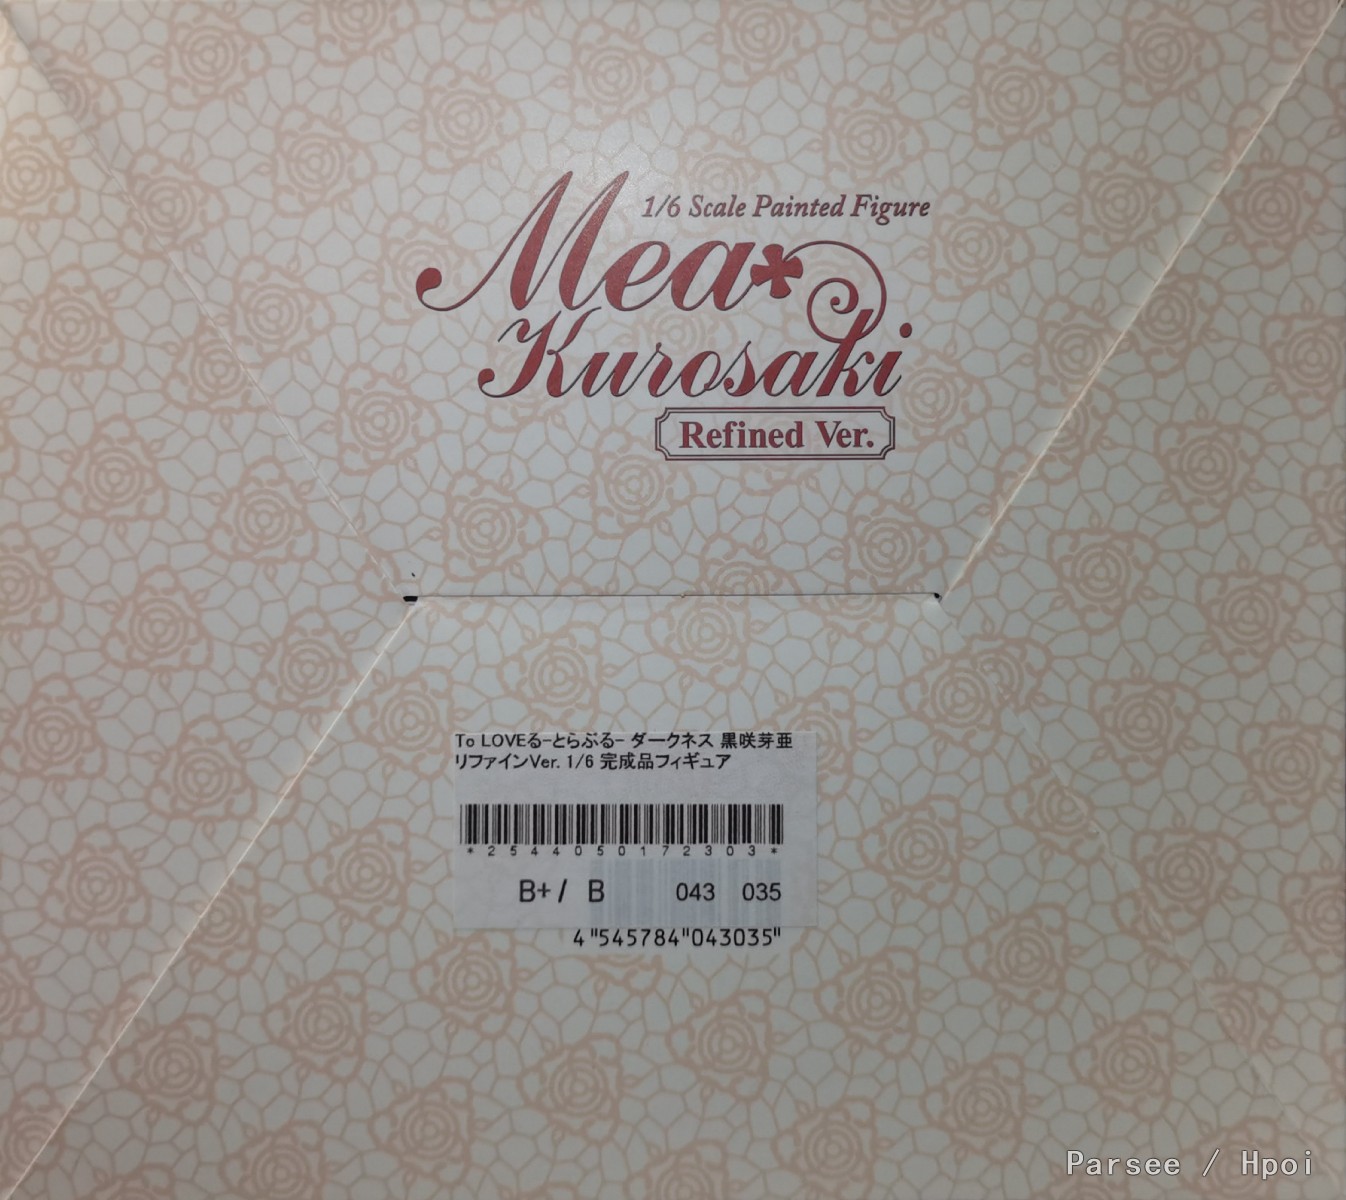 1/6 Scale Painted Figure
Mea
Kurosaki
Refined Ver.
To LOVEる-とらぶる- ダークネス 黒咲芽亜
リファインVer. 1/6 完成品フィギュア
*2544050172303*
B+/ B 043 035
4"545784"043035"
Parsee / Hpoi